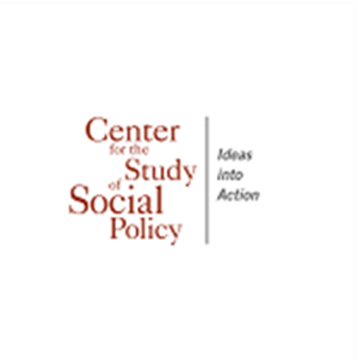 Center
for the
Study
of
Social
Policy
Ideas
into
Action